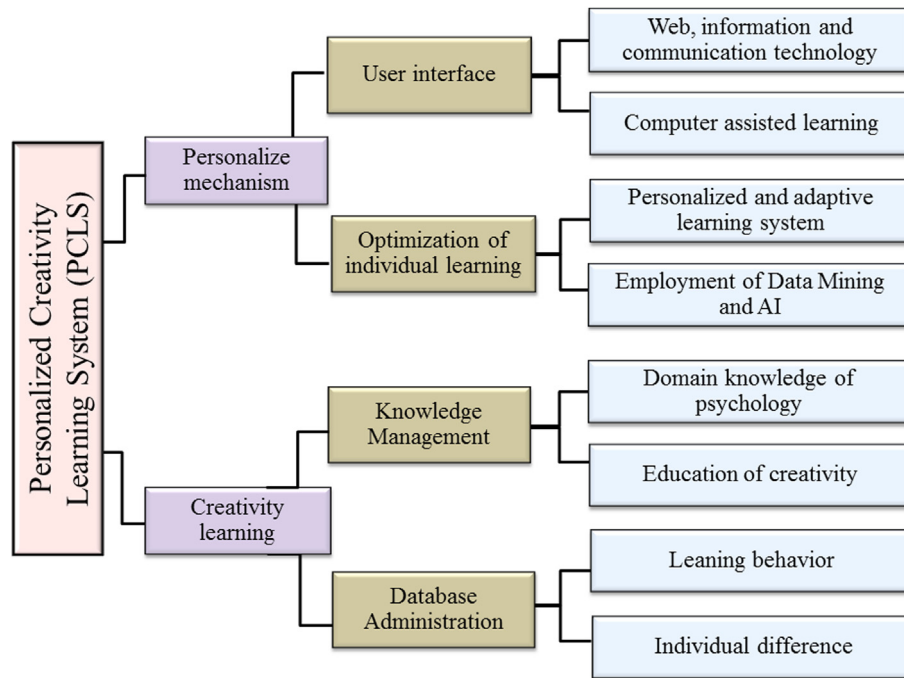 Personalized Creativity
Learning System (PCLS)
Personalize
mechanism
User interface
Web, information and
communication technology
Computer assisted learning
Optimization of
individual learning
Personalized and adaptive
learning system
Employment of Data Mining
and AI
Creativity
learning
Knowledge
Management
Domain knowledge of
psychology
Education of creativity
Database
Administration
Leaning behavior
Individual difference